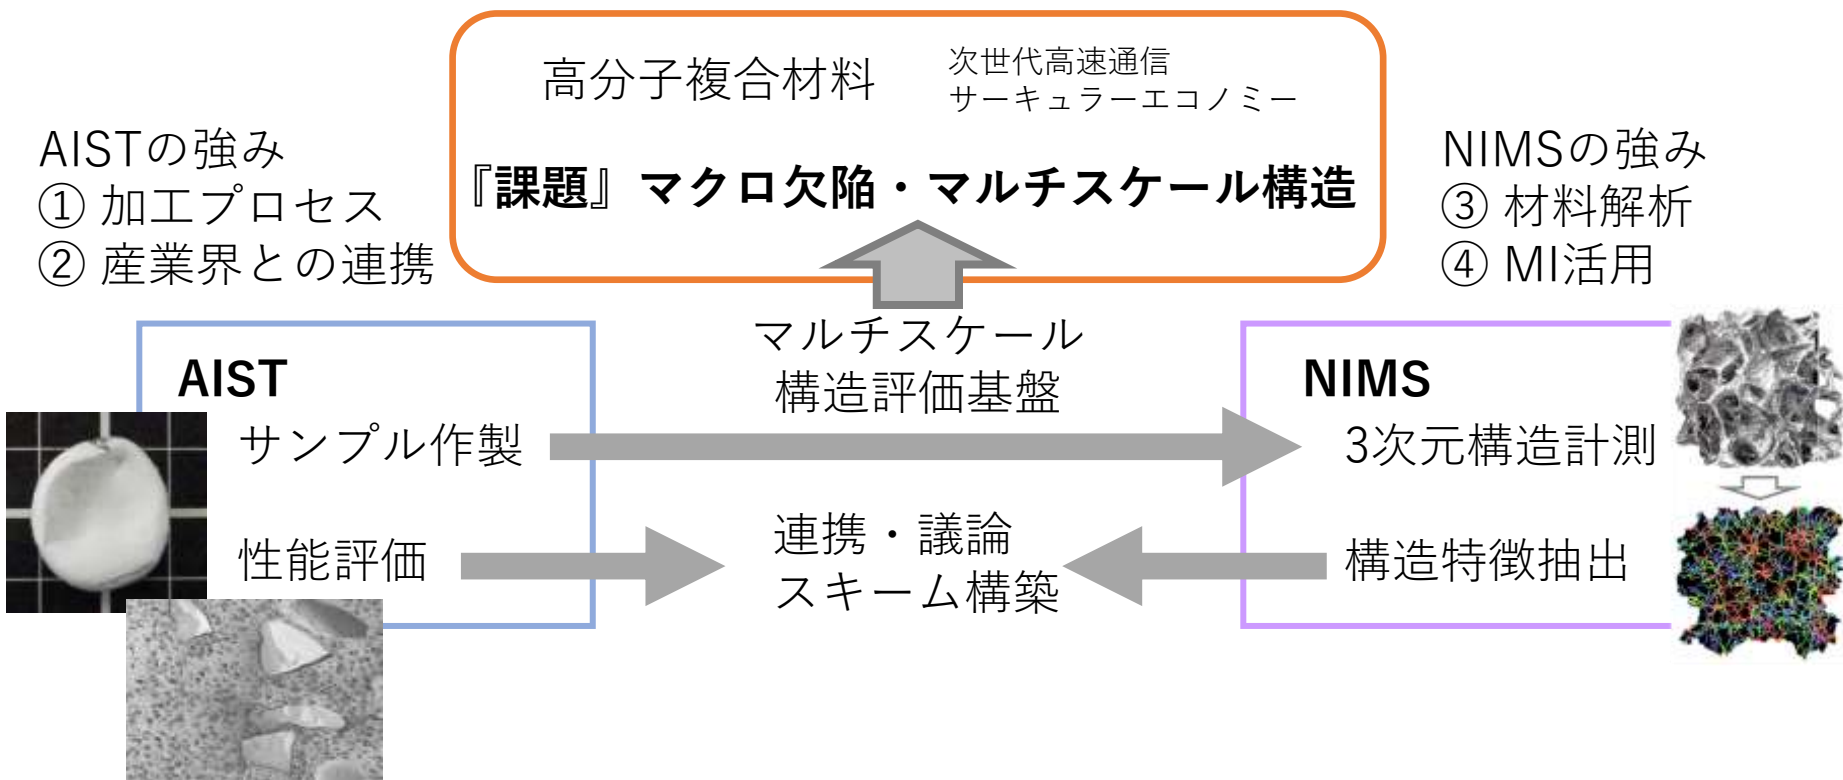 高分子複合材料
次世代高速通信
サーキュラーエコノミー
『課題』マクロ欠陥・マルチスケール構造
AISTの強み
① 加工プロセス
② 産業界との連携
NIMSの強み
③ 材料解析
④ MI活用
マルチスケール
構造評価基盤
AIST
サンプル作製
性能評価
連携・議論
スキーム構築
NIMS
3次元構造計測
構造特徴抽出